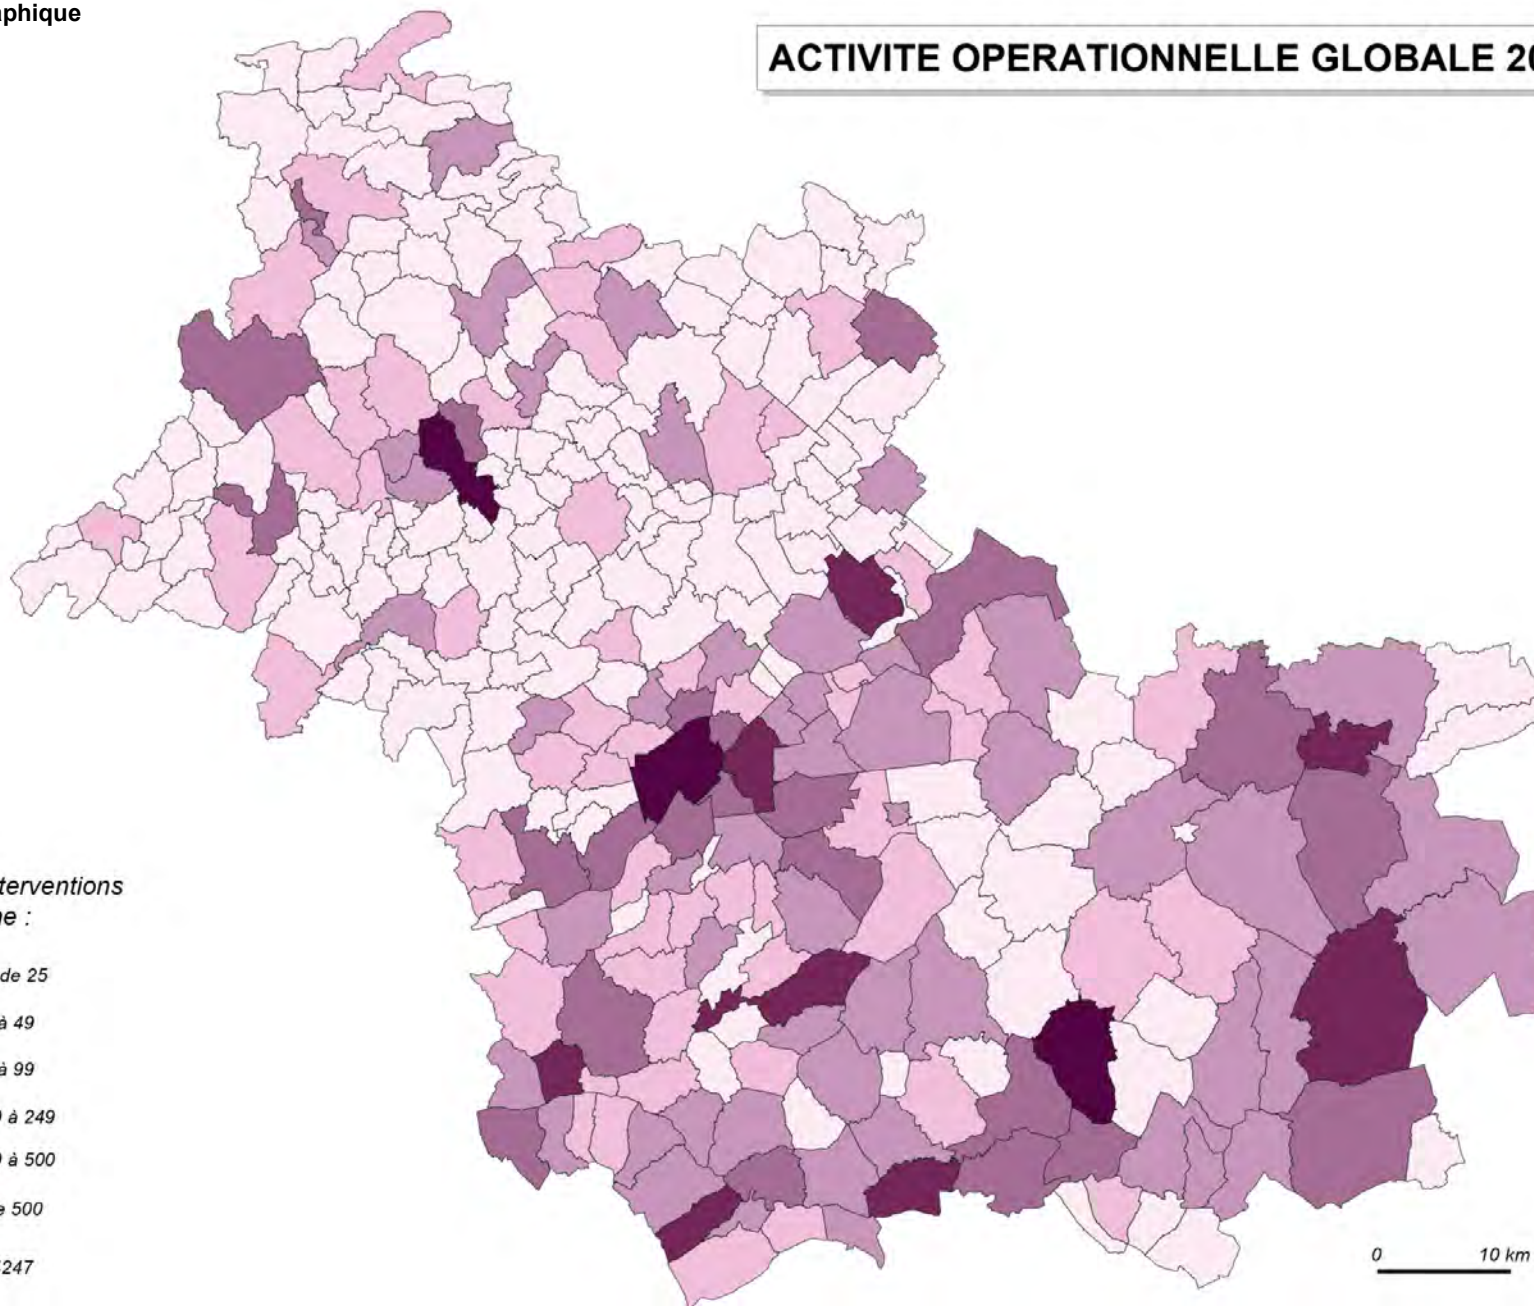 aphique
ACTIVITE OPERATIONNELLE GLOBALE 20
terventions
ne :
de 25
à 49
à 99
à 249
à 500
e 500
247
0 10 km